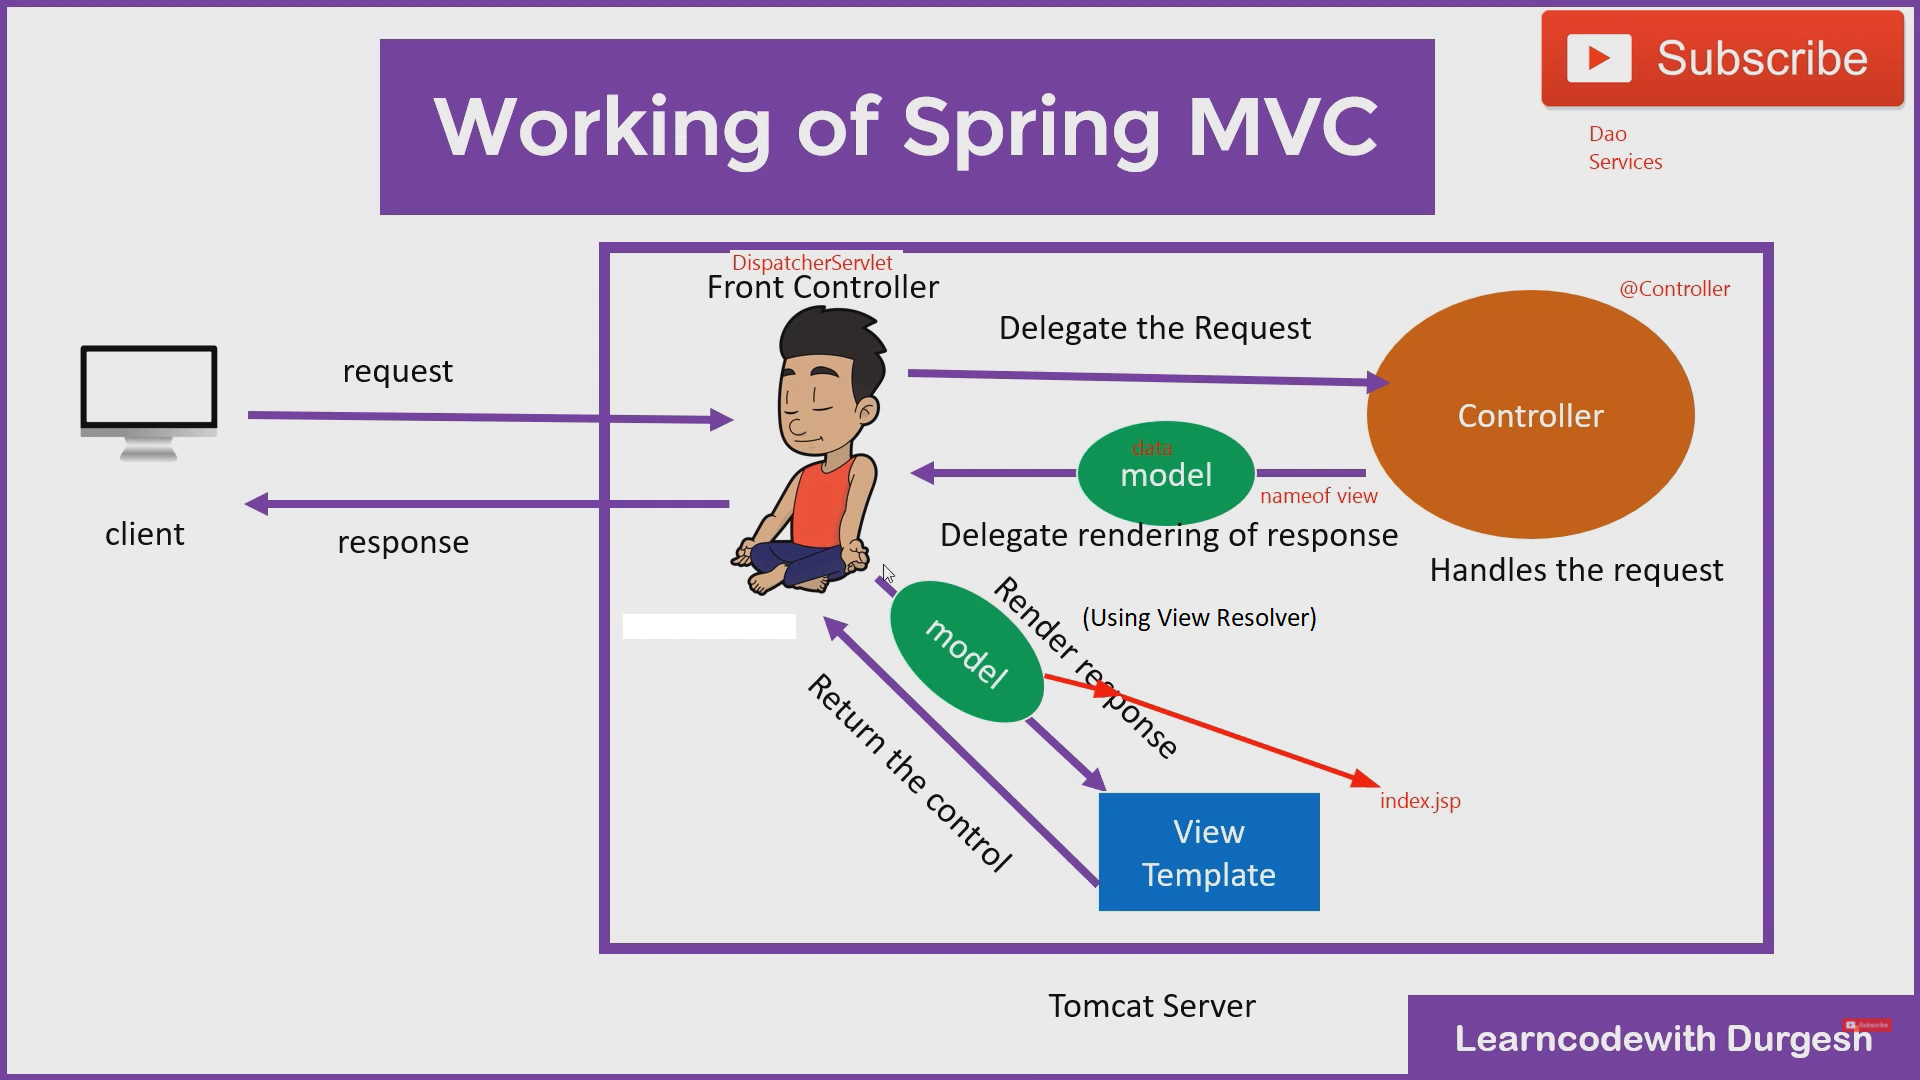 Subscribe
Working of Spring MVC
Dao
Services
DispatcherServlet
Front Controller
@Controller
Delegate the Request
request
Controller
data
model
nameof view
client
response
Delegate rendering of response
Handles the request
Render response
(Using View Resolver)
model
Return the control
index.jsp
View
Template
Tomcat Server
Learncodewith Durgesh
Subscribe